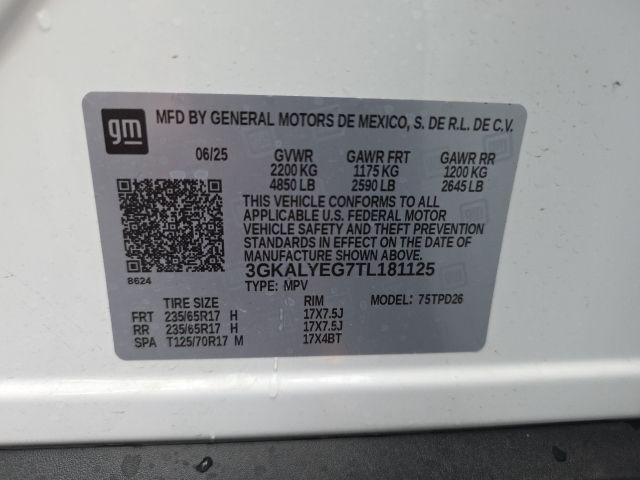 gm MFD BY GENERAL MOTORS DE MEXICO, S. DE R.L. DE C.V.
06/25 GVWR GAWR FRT GAWR RR
2200 KG 1175 KG 1200 KG
4850 LB 2590 LB 2645 LB
THIS VEHICLE CONFORMS TO ALL
APPLICABLE U.S. FEDERAL MOTOR
VEHICLE SAFETY AND THEFT PREVENTION
STANDARDS IN EFFECT ON THE DATE OF
MANUFACTURE SHOWN ABOVE.
3GKALYEG7TL181125
8624 TYPE: MPV MODEL: 75TPD26
TIRE SIZE RIM
FRT 235/65R17 H 17X7.5J
RR 235/65R17 H 17X7.5J
SPA T125/70R17 M 17X4BT